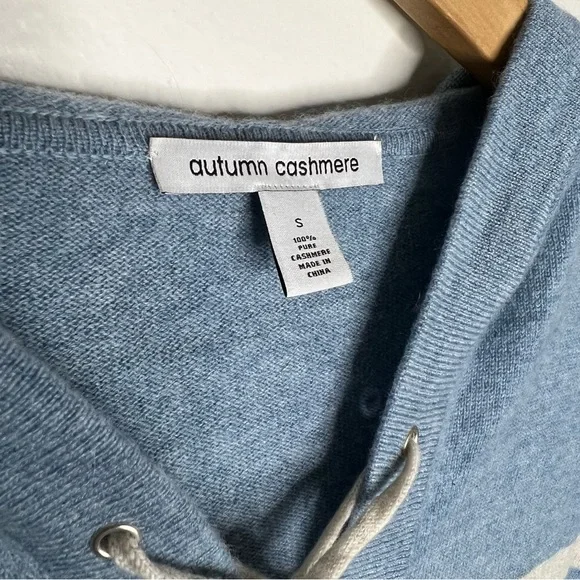 autumn cashmere
S
100%
PURE
CASHMERE
MADE IN
CHINA